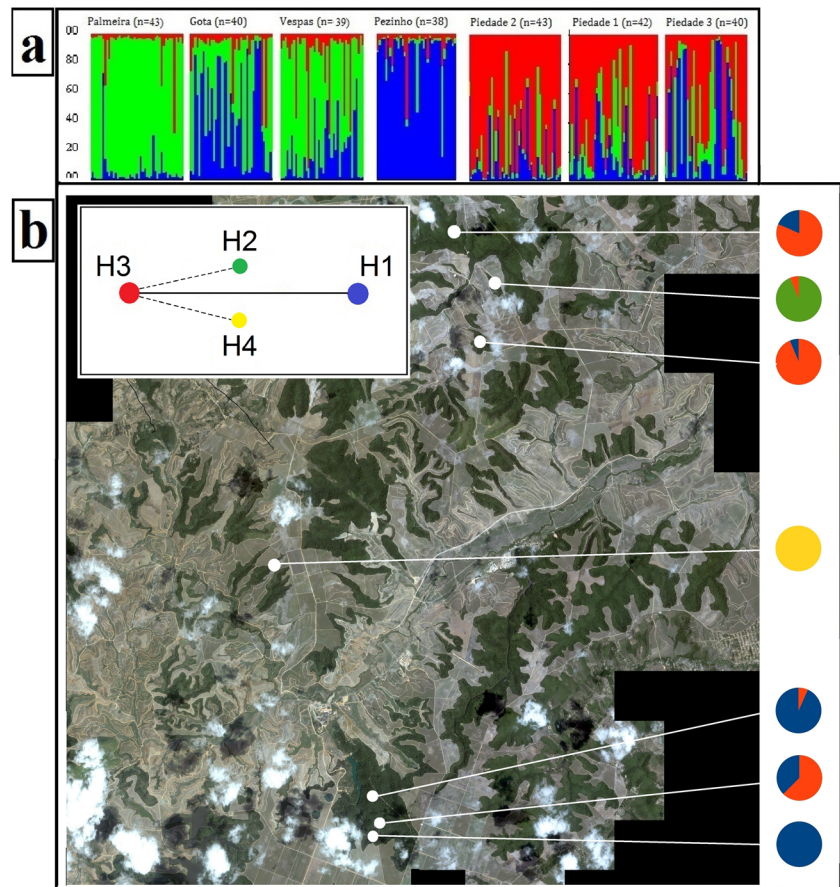 a
Palmeira (n=43) Gota (n=40) Vespas (n= 39) Pezinho (n=38) Piedade 2 (n=43) Piedade 1 (n=42) Piedade 3 (n=40)
00
80
60
40
20
00
b
H2
H3
H1
H4